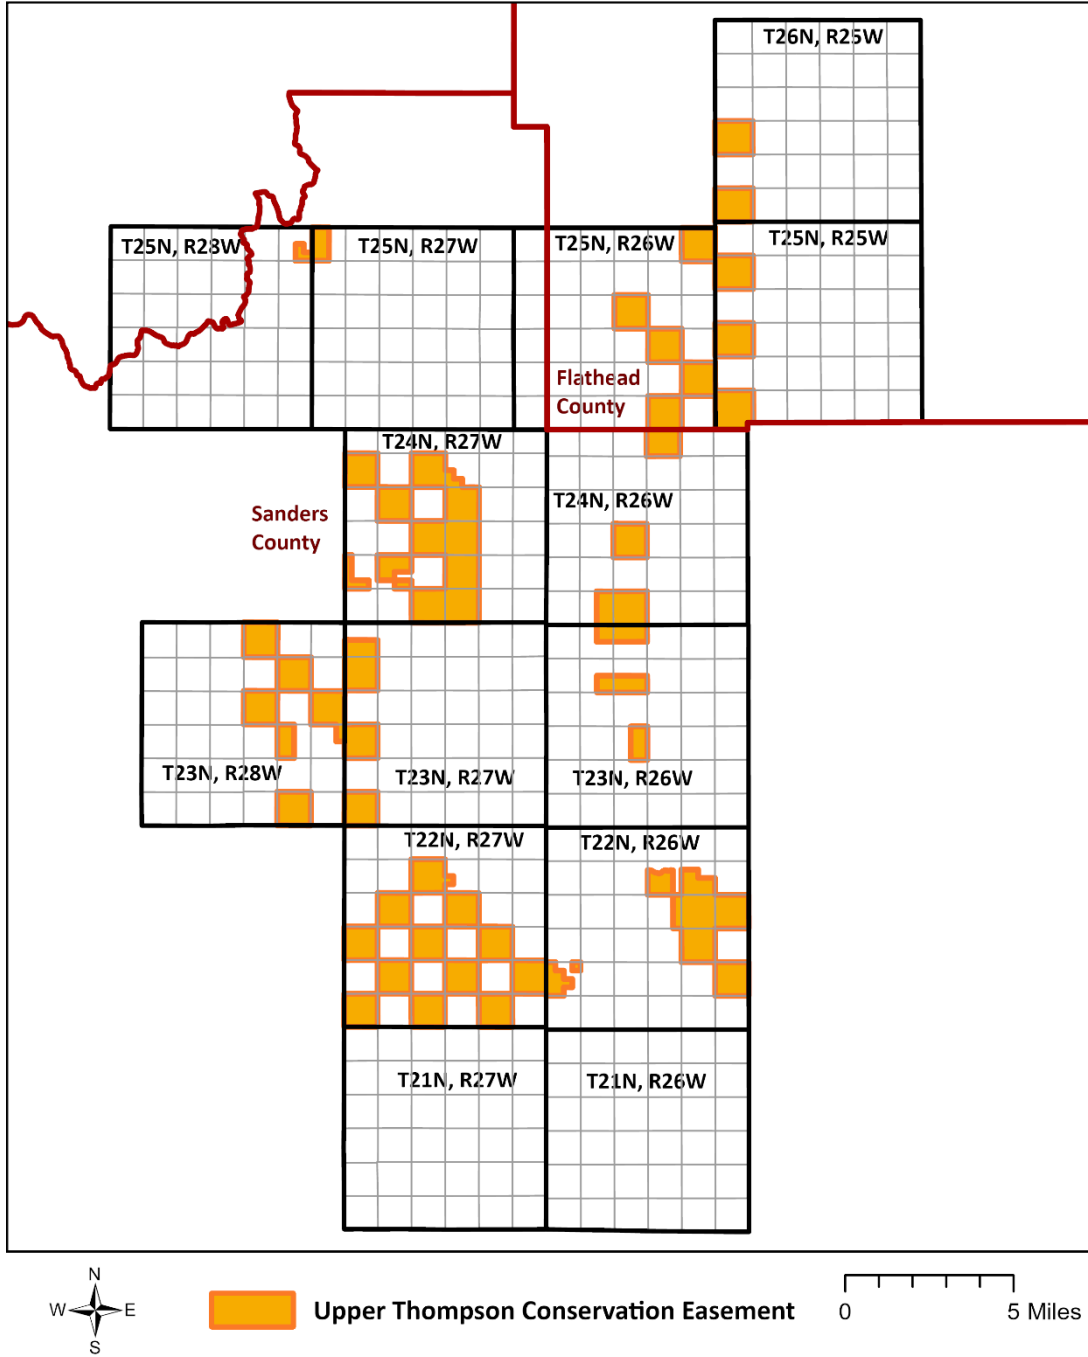 T26N, R25W
T25N, R28W
T25N, R27W
T25N, R26W
T25N, R25W
Flathead
County
T24N, R27W
T24N, R26W
Sanders
County
T23N, R28W
T23N, R27W
T23N, R26W
T22N, R27W
T22N, R26W
T21N, R27W
T21N, R26W
N
W E
S
Upper Thompson Conservation Easement
0 5 Miles